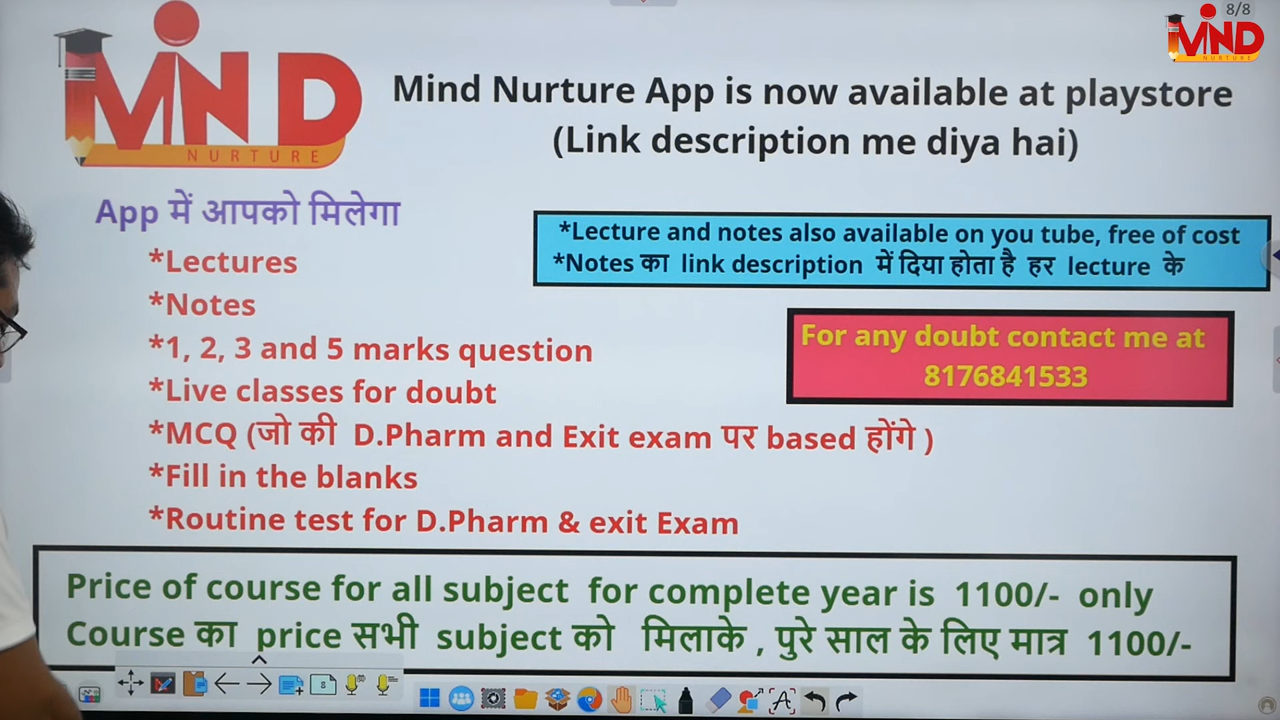 8/8
MIND
NURTURE
MIND
NURTURE
Mind Nurture App is now available at playstore
(Link description me diya hai)
App में आपको मिलेगा
*Lectures
*Notes
*1, 2, 3 and 5 marks question
*Live classes for doubt
*MCQ (जो की D.Pharm and Exit exam पर based होंगे )
*Fill in the blanks
*Routine test for D.Pharm & exit Exam
*Lecture and notes also available on you tube, free of cost
*Notes का link description में दिया होता है हर lecture के
For any doubt contact me at
8176841533
Price of course for all subject for complete year is 1100/- only
Course का price सभी subject को मिलाके , पुरे साल के लिए मात्र 1100/-
8